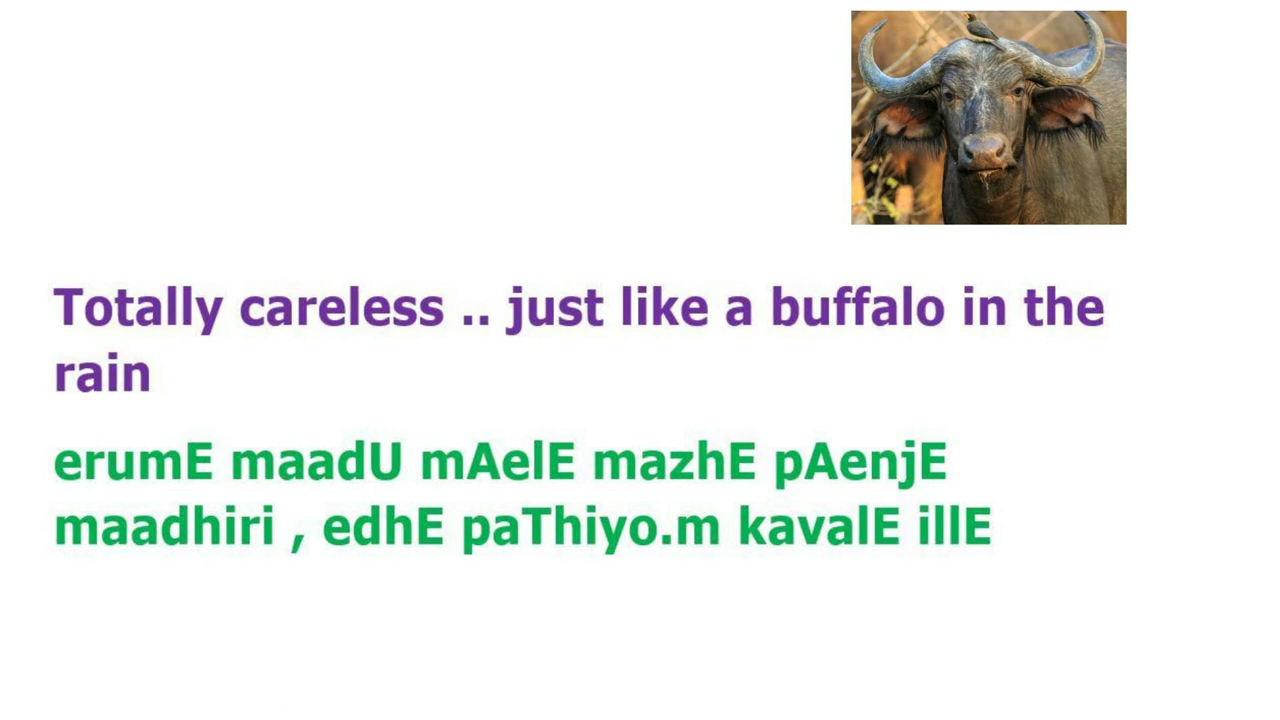 Totally careless .. just like a buffalo in the
rain
erumE maadU mAelE mazhE pAenjE
maadhiri , edhE paThiyo.m kavalE illE